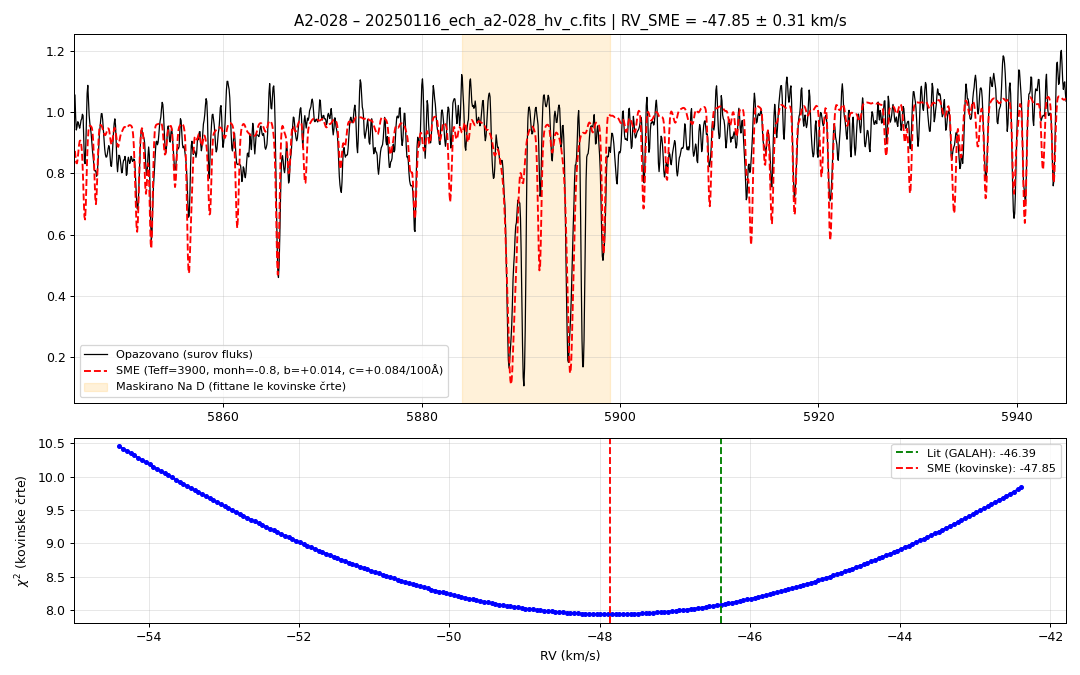 A2-028 – 20250116_ech_a2-028_hv_c.fits | RV_SME = -47.85 ± 0.31 km/s
1.2
1.0
0.8
0.6
0.4
0.2
Opazovano (surov fluks)
SME (Teff=3900, monh=-0.8, b=+0.014, c=+0.084/100Å)
Maskirano Na D (fittane le kovinske črte)
5860 5880 5900 5920 5940
10.5
10.0
9.5
9.0
8.5
8.0
χ² (kovinske črte)
Lit (GALAH): -46.39
SME (kovinske): -47.85
−54 −52 −50 −48 −46 −44 −42
RV (km/s)